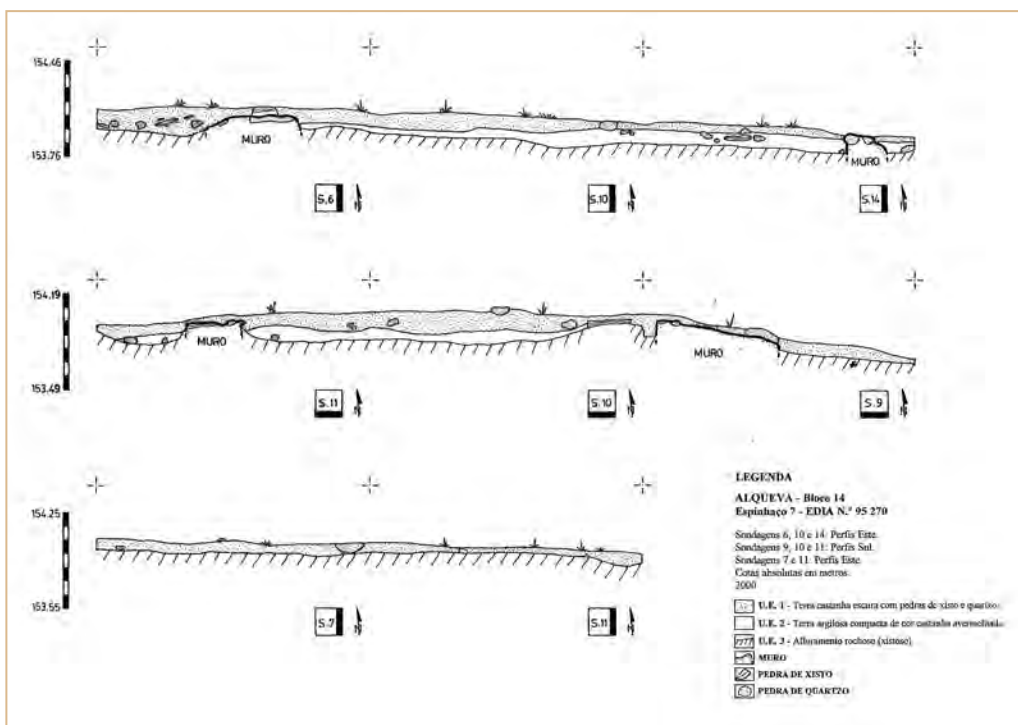 154.46
153.76
MURO
MURO
S.6
N
S.10
N
S.14
N
154.19
153.49
MURO
MURO
S.11
N
S.10
N
S.9
N
154.25
153.55
S.7
N
S.11
N
LEGENDA
ALQUEVA - Bloco 14
Espinhaço 7 - EDIA N.º 95 270
Sondagens 6, 10 e 14: Perfis Este.
Sondagens 9, 10 e 11: Perfis Sul.
Sondagens 7 e 11: Perfis Este.
Cotas absolutas em metros.
2000
U.E. 1 - Terra castanha escura com pedras de xisto e quartzo.
U.E. 2 - Terra argilosa compacta de cor castanha avermelhada.
U.E. 3 - Afloramento rochoso (xistoso).
MURO
PEDRA DE XISTO
PEDRA DE QUARTZO